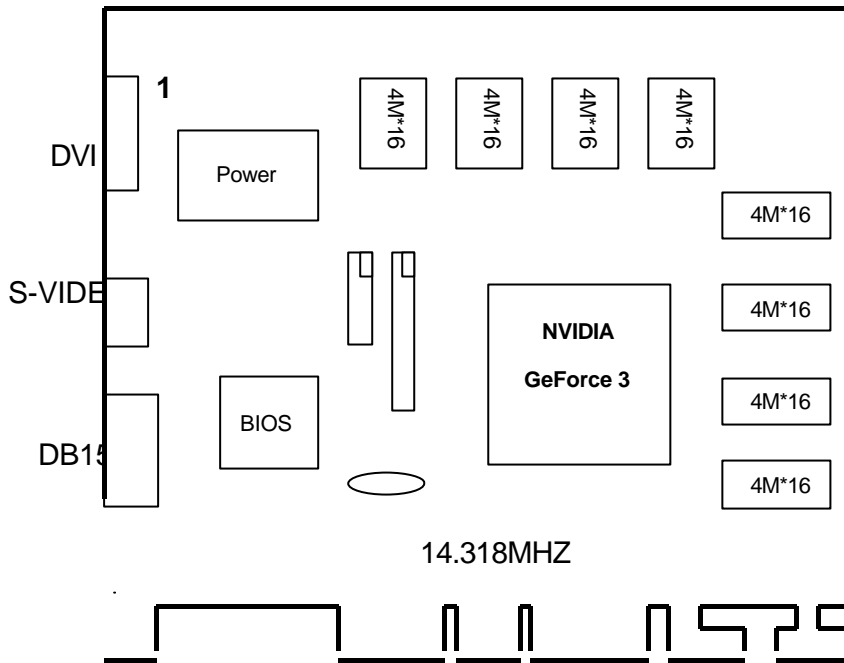 1
4M*16
4M*16
4M*16
4M*16
DVI
Power
4M*16
S-VIDE
4M*16
NVIDIA
GeForce 3
4M*16
BIOS
DB15
4M*16
14.318MHZ